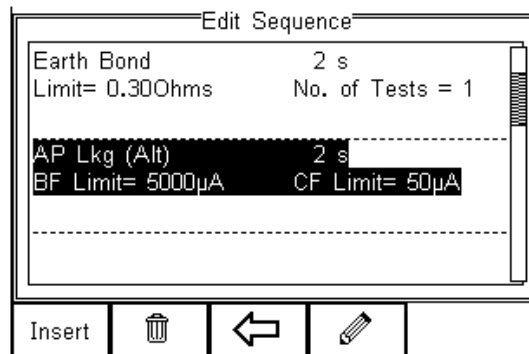 Edit Sequence
Earth Bond 2 s
Limit= 0.30Ohms No. of Tests = 1
AP Lkg (Alt) 2 s
BF Limit= 5000µA CF Limit= 50µA
Insert